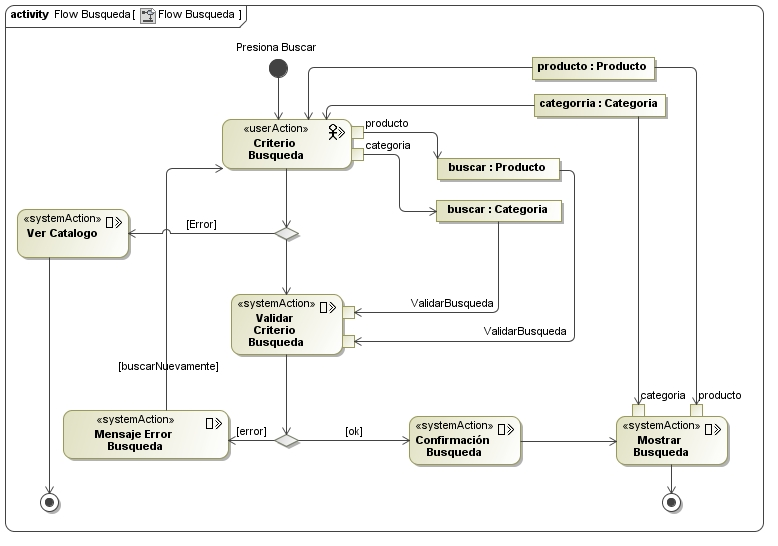 activity Flow Busqueda[ Flow Busqueda ]
Presiona Buscar
producto : Producto
categorria : Categoria
«userAction»
Criterio
Busqueda
producto
categoria
buscar : Producto
buscar : Categoria
«systemAction»
Ver Catalogo
[Error]
«systemAction»
Validar
Criterio
Busqueda
ValidarBusqueda
ValidarBusqueda
[buscarNuevamente]
categoria
producto
«systemAction»
Mensaje Error
Busqueda
[error]
[ok]
«systemAction»
Confirmación
Busqueda
«systemAction»
Mostrar
Busqueda